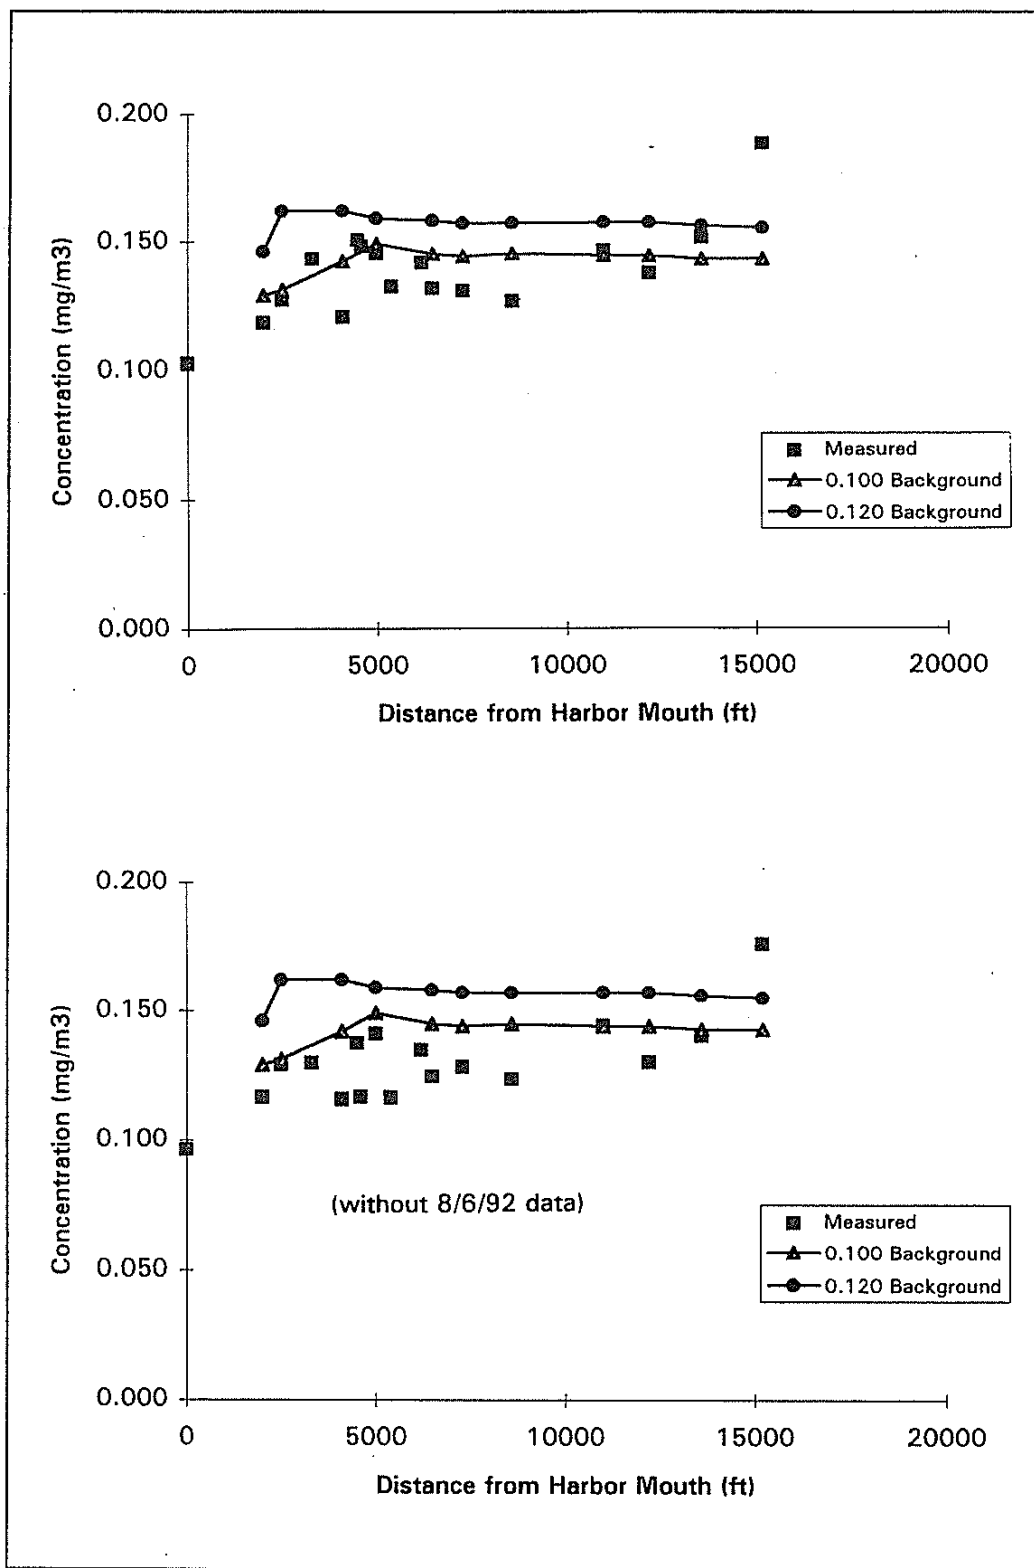 0.200
0.150
0.100
0.050
0.000
Concentration (mg/m3)
0 5000 10000 15000 20000
Distance from Harbor Mouth (ft)
Measured
0.100 Background
0.120 Background
0.200
0.150
0.100
0.050
0.000
Concentration (mg/m3)
(without 8/6/92 data)
0 5000 10000 15000 20000
Distance from Harbor Mouth (ft)
Measured
0.100 Background
0.120 Background